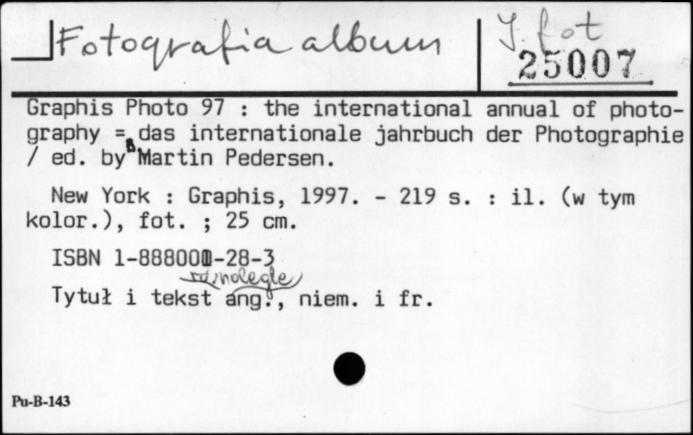 Fotografia album
J. fot
25007
Graphis Photo 97 : the international annual of photo-
graphy = das internationale jahrbuch der Photographie
/ ed. by B Martin Pedersen.
New York : Graphis, 1997. - 219 s. : il. (w tym
kolor.), fot. ; 25 cm.
ISBN 1-888001-28-3
równoległe
Tytuł i tekst ang., niem. i fr.
Pu-B-143